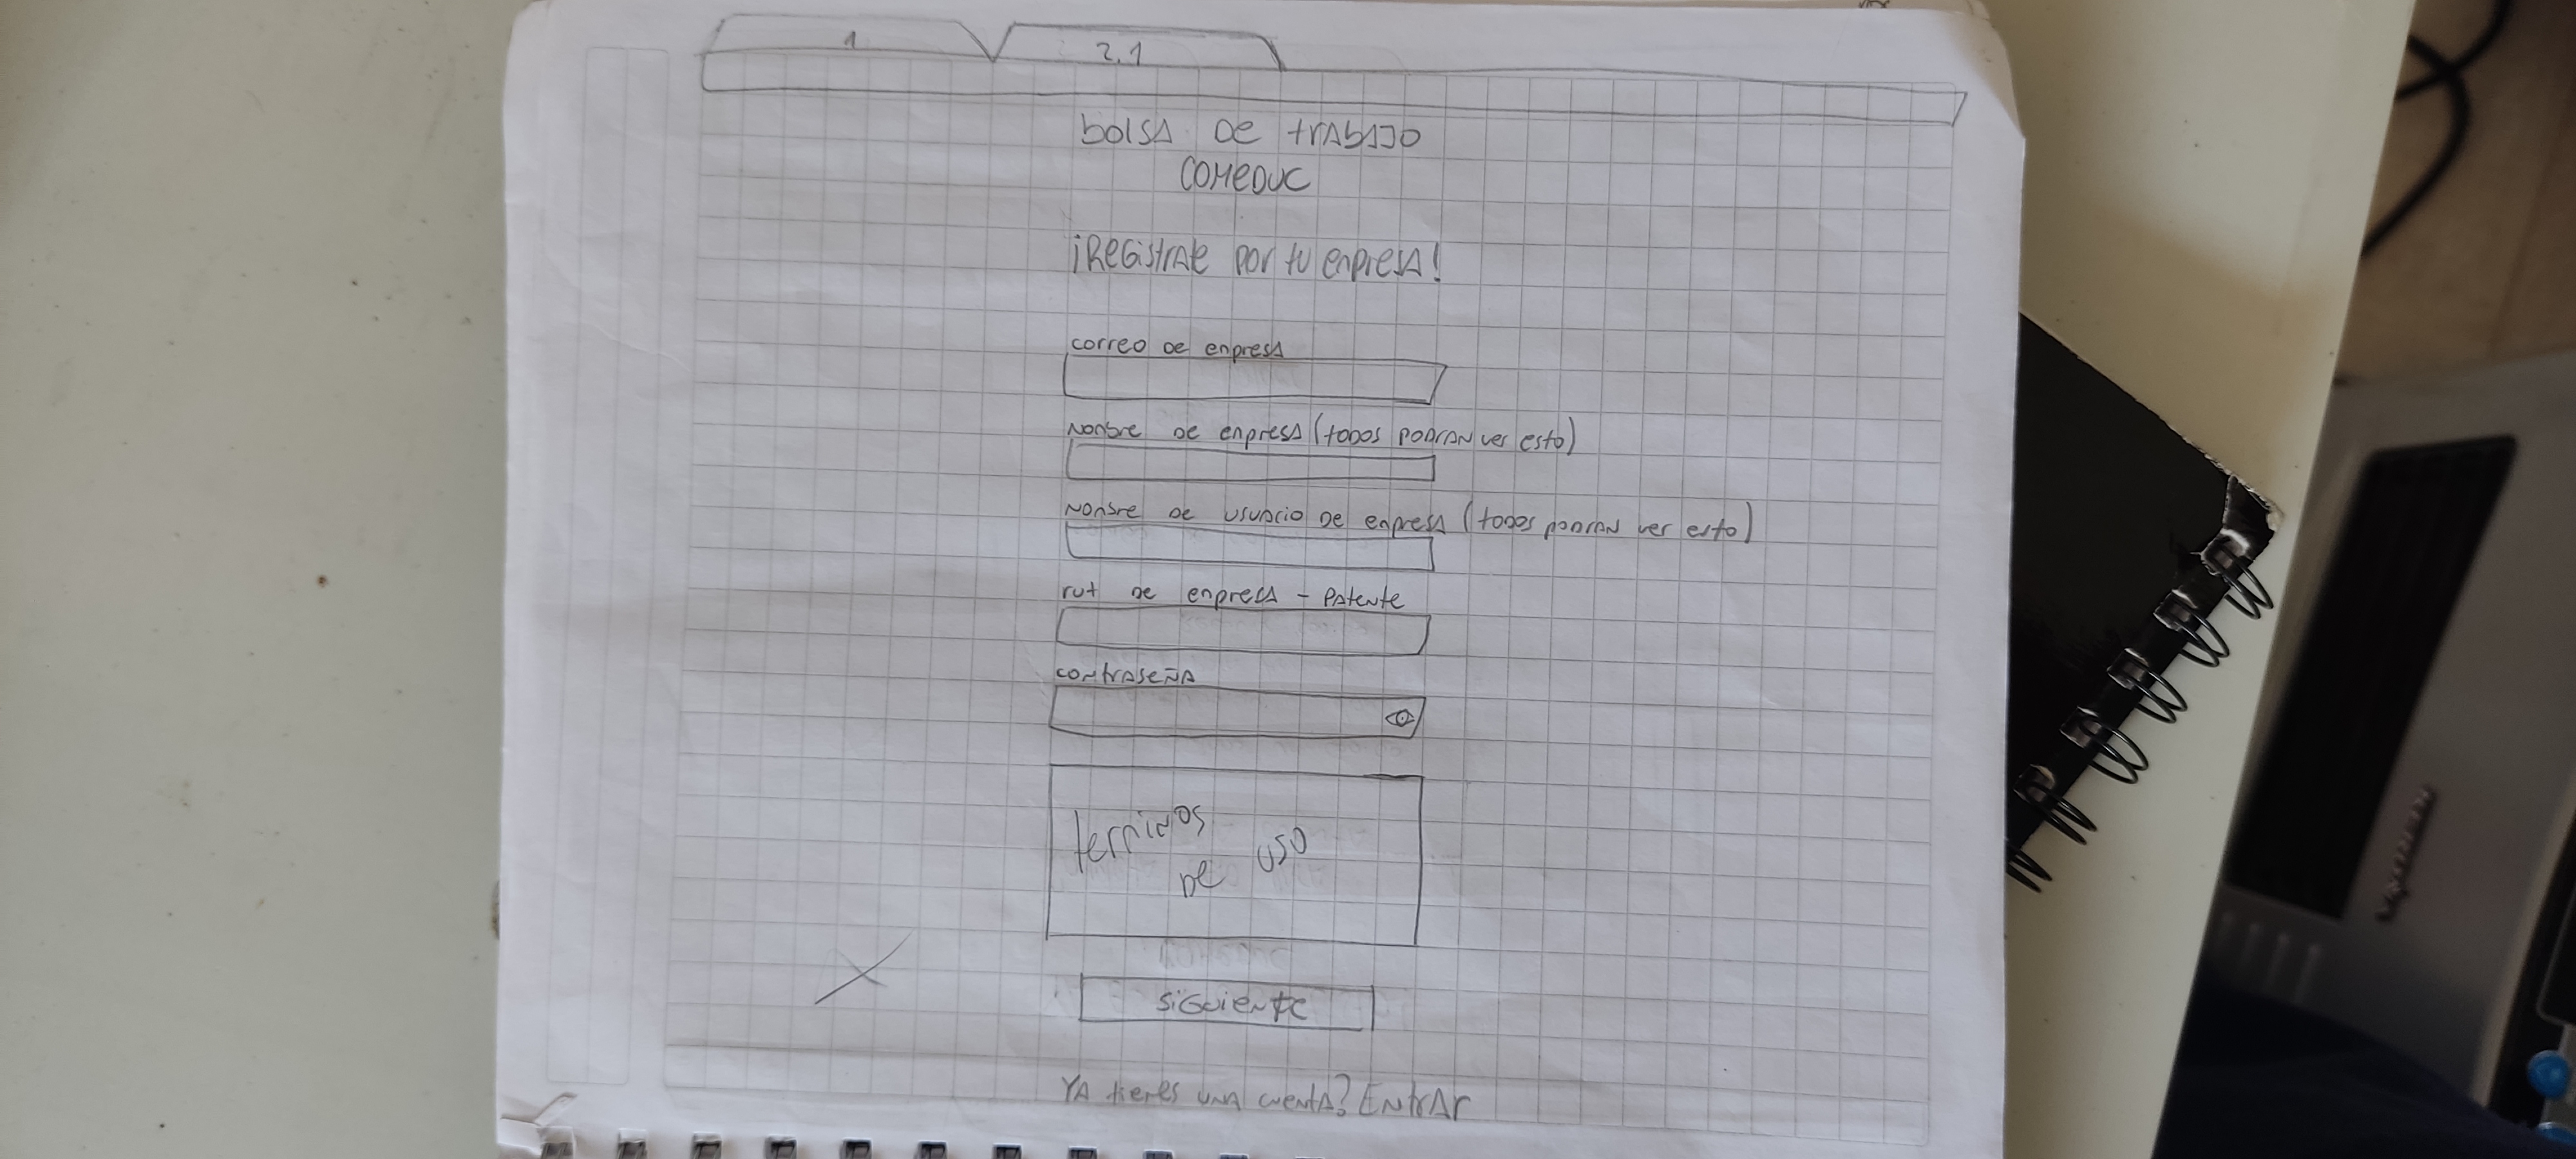 1
2.1
bolsa de trabajo
COMEDUC
¡Registrate por tu empresa!
correo de empresa
Nombre de empresa (todos podran ver esto)
Nombre de usuario de empresa (todos podran ver esto)
rut de empresa - patente
contraseña
Terminos
de uso
siguiente
Ya tienes una cuenta? Entrar
KERORIA